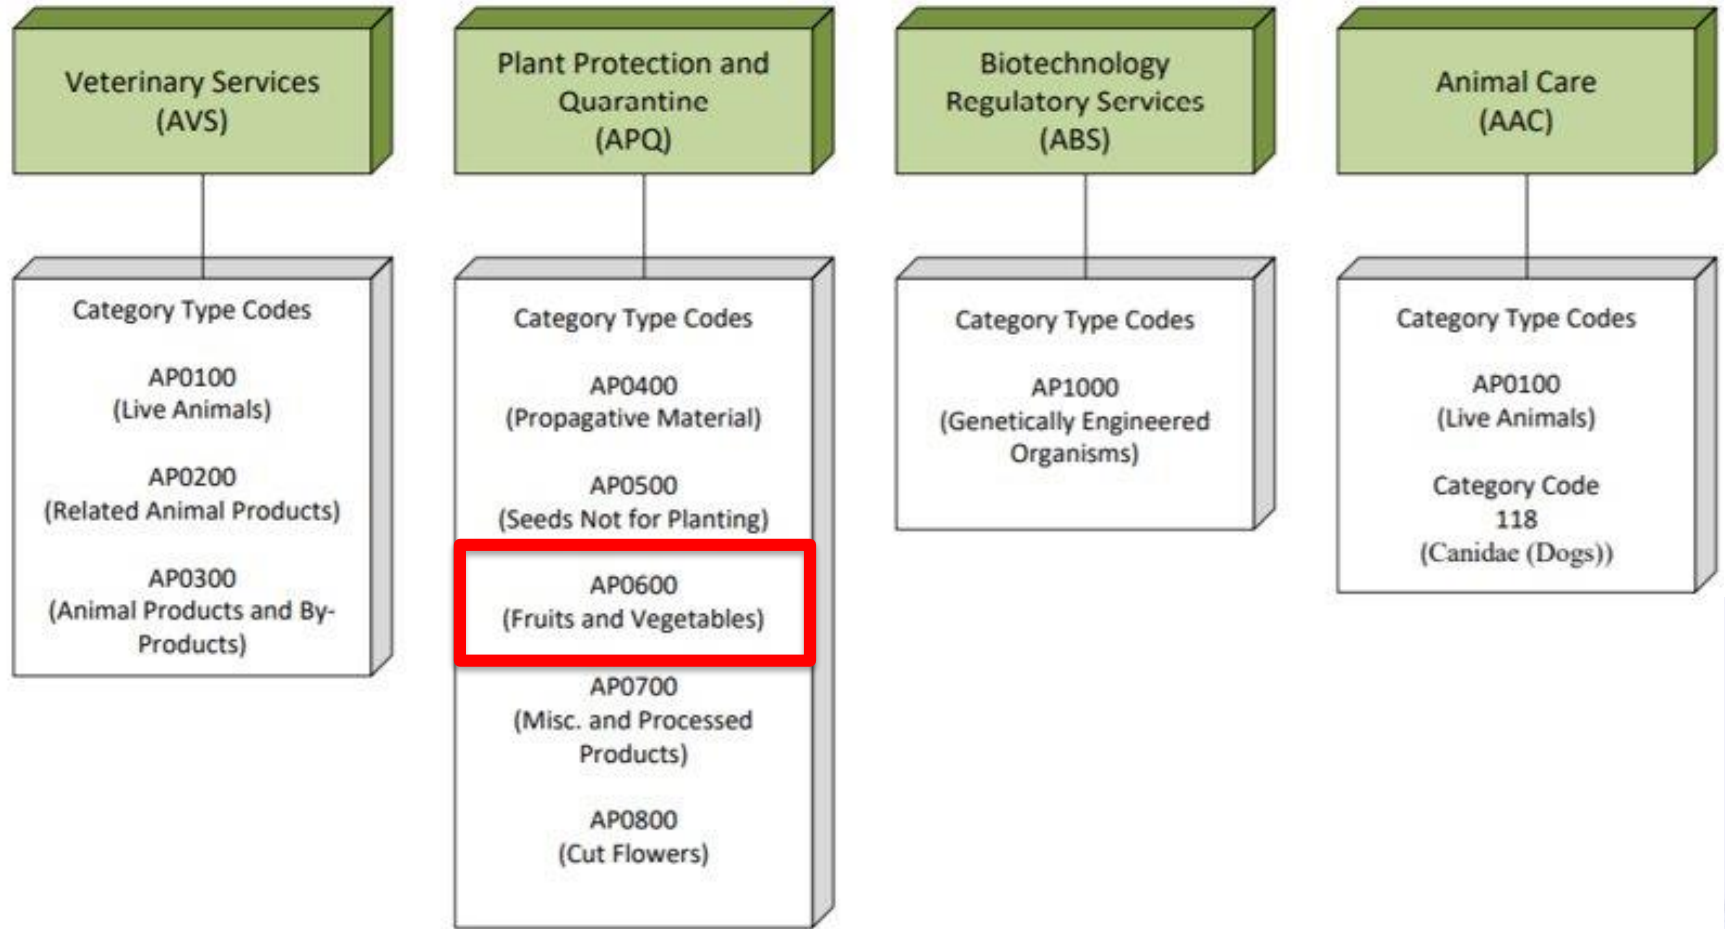 Veterinary Services
(AVS)
Category Type Codes
AP0100
(Live Animals)
AP0200
(Related Animal Products)
AP0300
(Animal Products and By-
Products)
Plant Protection and
Quarantine
(APQ)
Category Type Codes
AP0400
(Propagative Material)
AP0500
(Seeds Not for Planting)
AP0600
(Fruits and Vegetables)
AP0700
(Misc. and Processed
Products)
AP0800
(Cut Flowers)
Biotechnology
Regulatory Services
(ABS)
Category Type Codes
AP1000
(Genetically Engineered
Organisms)
Animal Care
(AAC)
Category Type Codes
AP0100
(Live Animals)
Category Code
118
(Canidae (Dogs))